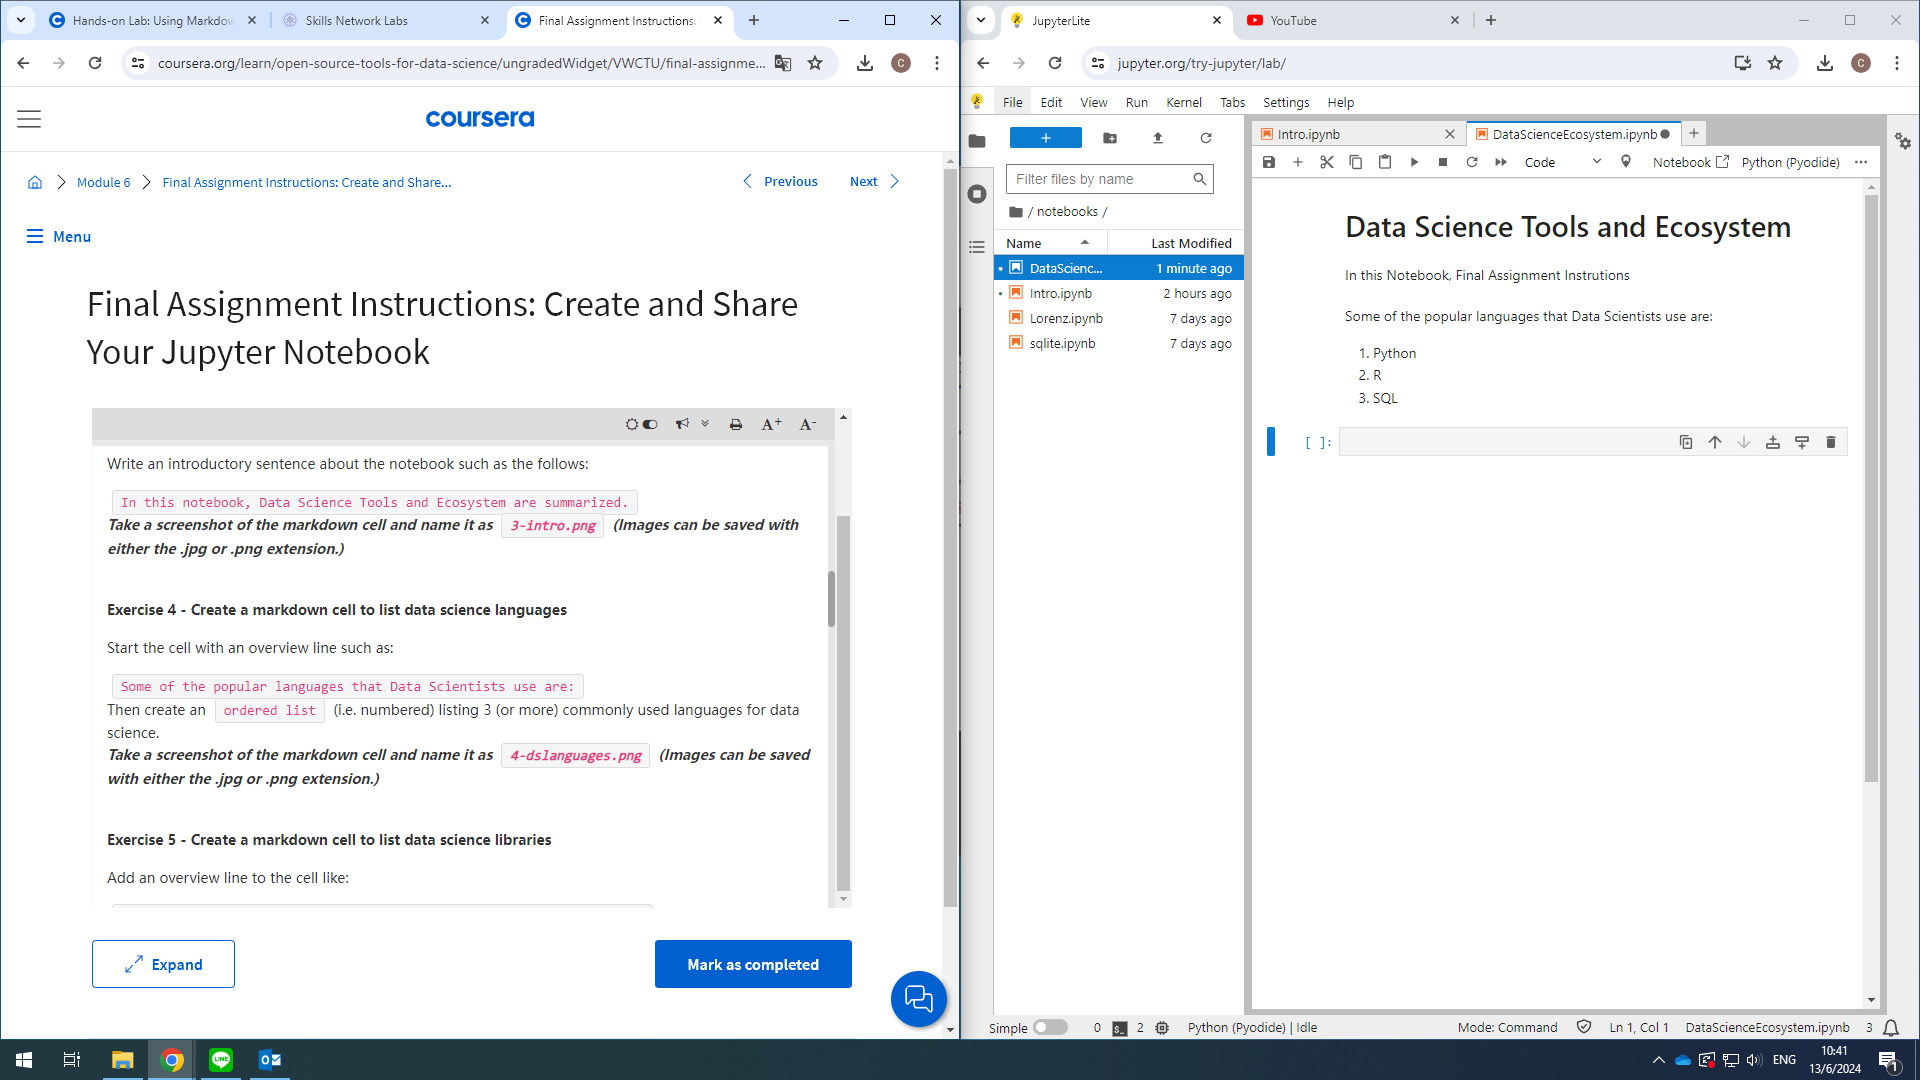 Hands-on Lab: Using Markdow
Skills Network Labs
Final Assignment Instructions:
coursera.org/learn/open-source-tools-for-data-science/ungradedWidget/VWCTU/final-assignme...
C
coursera
Module 6
Final Assignment Instructions: Create and Share...
Previous
Next
Menu
Final Assignment Instructions: Create and Share
Your Jupyter Notebook
A+
A-
Write an introductory sentence about the notebook such as the follows:
In this notebook, Data Science Tools and Ecosystem are summarized.
Take a screenshot of the markdown cell and name it as 3-intro.png (Images can be saved with
either the .jpg or .png extension.)
Exercise 4 - Create a markdown cell to list data science languages
Start the cell with an overview line such as:
Some of the popular languages that Data Scientists use are:
Then create an ordered list (i.e. numbered) listing 3 (or more) commonly used languages for data
science.
Take a screenshot of the markdown cell and name it as 4-dslanguages.png (Images can be saved
with either the .jpg or .png extension.)
Exercise 5 - Create a markdown cell to list data science libraries
Add an overview line to the cell like:
Expand
Mark as completed
JupyterLite
YouTube
jupyter.org/try-jupyter/lab/
C
File Edit View Run Kernel Tabs Settings Help
Filter files by name
/ notebooks /
Name Last Modified
DataScienc... 1 minute ago
Intro.ipynb 2 hours ago
Lorenz.ipynb 7 days ago
sqlite.ipynb 7 days ago
Intro.ipynb
DataScienceEcosystem.ipynb
Code
Notebook
Python (Pyodide)
Data Science Tools and Ecosystem
In this Notebook, Final Assignment Instrutions
Some of the popular languages that Data Scientists use are:
1. Python
2. R
3. SQL
[ ]:
Simple 0 2 Python (Pyodide) | Idle Mode: Command Ln 1, Col 1 DataScienceEcosystem.ipynb 3
LINE
ENG
10:41
13/6/2024
1